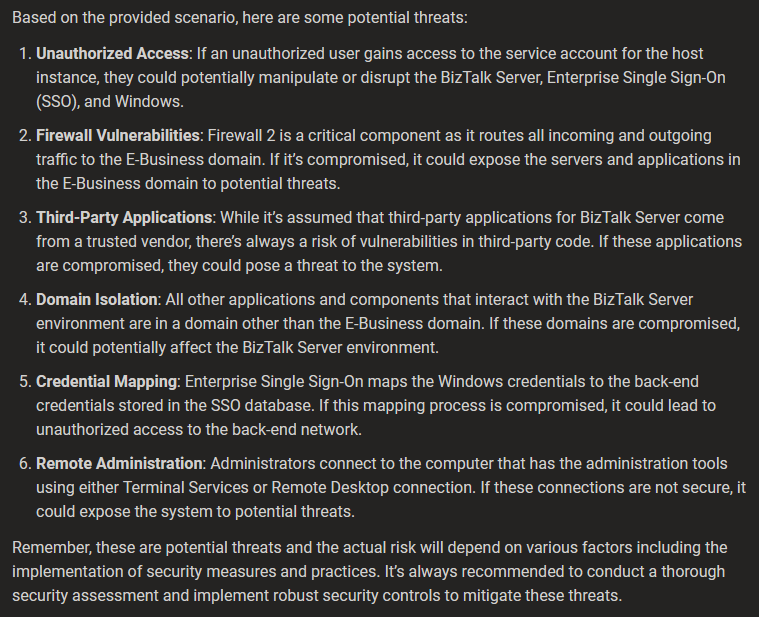 Based on the provided scenario, here are some potential threats:
1. Unauthorized Access: If an unauthorized user gains access to the service account for the host
instance, they could potentially manipulate or disrupt the BizTalk Server, Enterprise Single Sign-On
(SSO), and Windows.
2. Firewall Vulnerabilities: Firewall 2 is a critical component as it routes all incoming and outgoing
traffic to the E-Business domain. If it’s compromised, it could expose the servers and applications in
the E-Business domain to potential threats.
3. Third-Party Applications: While it’s assumed that third-party applications for BizTalk Server come
from a trusted vendor, there’s always a risk of vulnerabilities in third-party code. If these applications
are compromised, they could pose a threat to the system.
4. Domain Isolation: All other applications and components that interact with the BizTalk Server
environment are in a domain other than the E-Business domain. If these domains are compromised,
it could potentially affect the BizTalk Server environment.
5. Credential Mapping: Enterprise Single Sign-On maps the Windows credentials to the back-end
credentials stored in the SSO database. If this mapping process is compromised, it could lead to
unauthorized access to the back-end network.
6. Remote Administration: Administrators connect to the computer that has the administration tools
using either Terminal Services or Remote Desktop connection. If these connections are not secure, it
could expose the system to potential threats.
Remember, these are potential threats and the actual risk will depend on various factors including the
implementation of security measures and practices. It’s always recommended to conduct a thorough
security assessment and implement robust security controls to mitigate these threats.